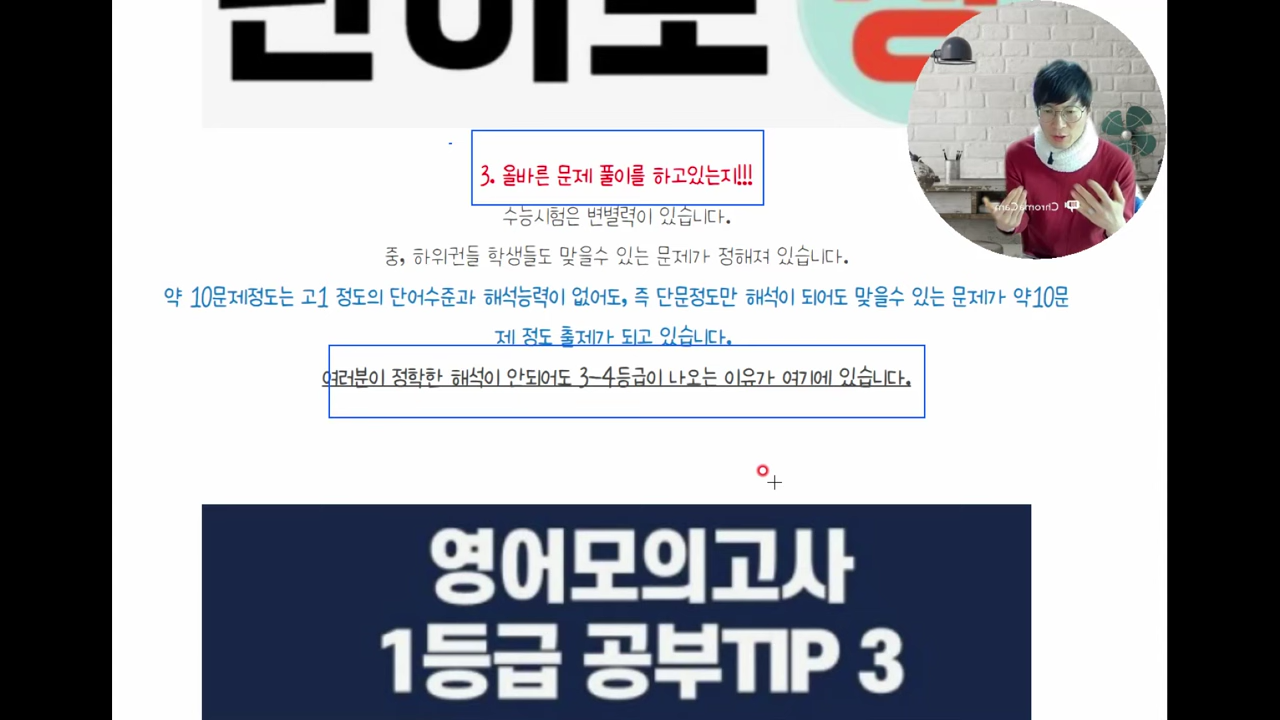 단어로
3. 올바른 문제 풀이를 하고있는지!!!
수능시험은 변별력이 있습니다.
중, 하위권들 학생들도 맞을수 있는 문제가 정해져 있습니다.
약 10문제정도는 고1 정도의 단어수준과 해석능력이 없어도, 즉 단문정도만 해석이 되어도 맞을수 있는 문제가 약10문
제 정도 출제가 되고 있습니다.
여러분이 정확한 해석이 안되어도 3-4등급이 나오는 이유가 여기에 있습니다.
영어모의고사
1등급 공부TIP 3